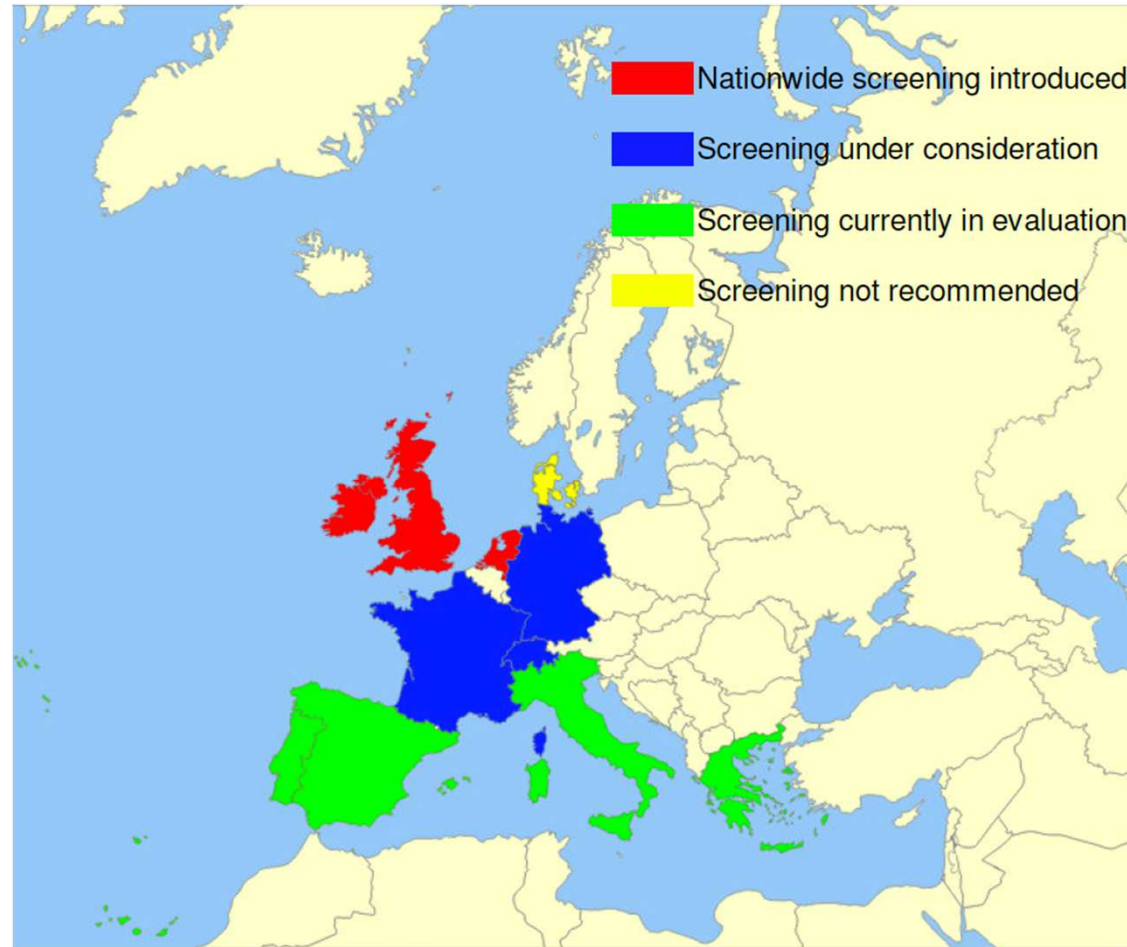 Nationwide screening introduced
Screening under consideration
Screening currently in evaluation
Screening not recommended